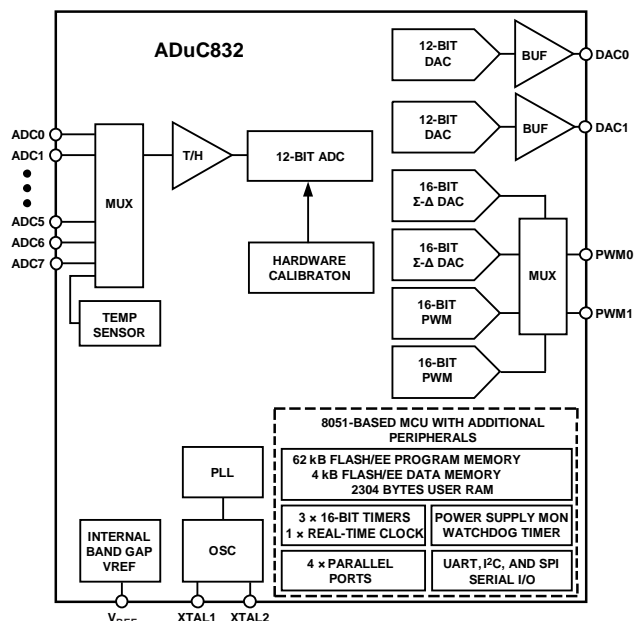 ADuC832
12-BIT
DAC
BUF
DAC0
12-BIT
DAC
BUF
DAC1
ADC0
ADC1
ADC5
ADC6
ADC7
MUX
T/H
12-BIT ADC
HARDWARE
CALIBRATON
TEMP
SENSOR
16-BIT
Σ-Δ DAC
16-BIT
Σ-Δ DAC
16-BIT
PWM
16-BIT
PWM
MUX
PWM0
PWM1
8051-BASED MCU WITH ADDITIONAL
PERIPHERALS
62 kB FLASH/EE PROGRAM MEMORY
4 kB FLASH/EE DATA MEMORY
2304 BYTES USER RAM
3 × 16-BIT TIMERS
1 × REAL-TIME CLOCK
POWER SUPPLY MON
WATCHDOG TIMER
4 × PARALLEL
PORTS
UART, I²C, AND SPI
SERIAL I/O
PLL
OSC
INTERNAL
BAND GAP
VREF
XTAL1
XTAL2